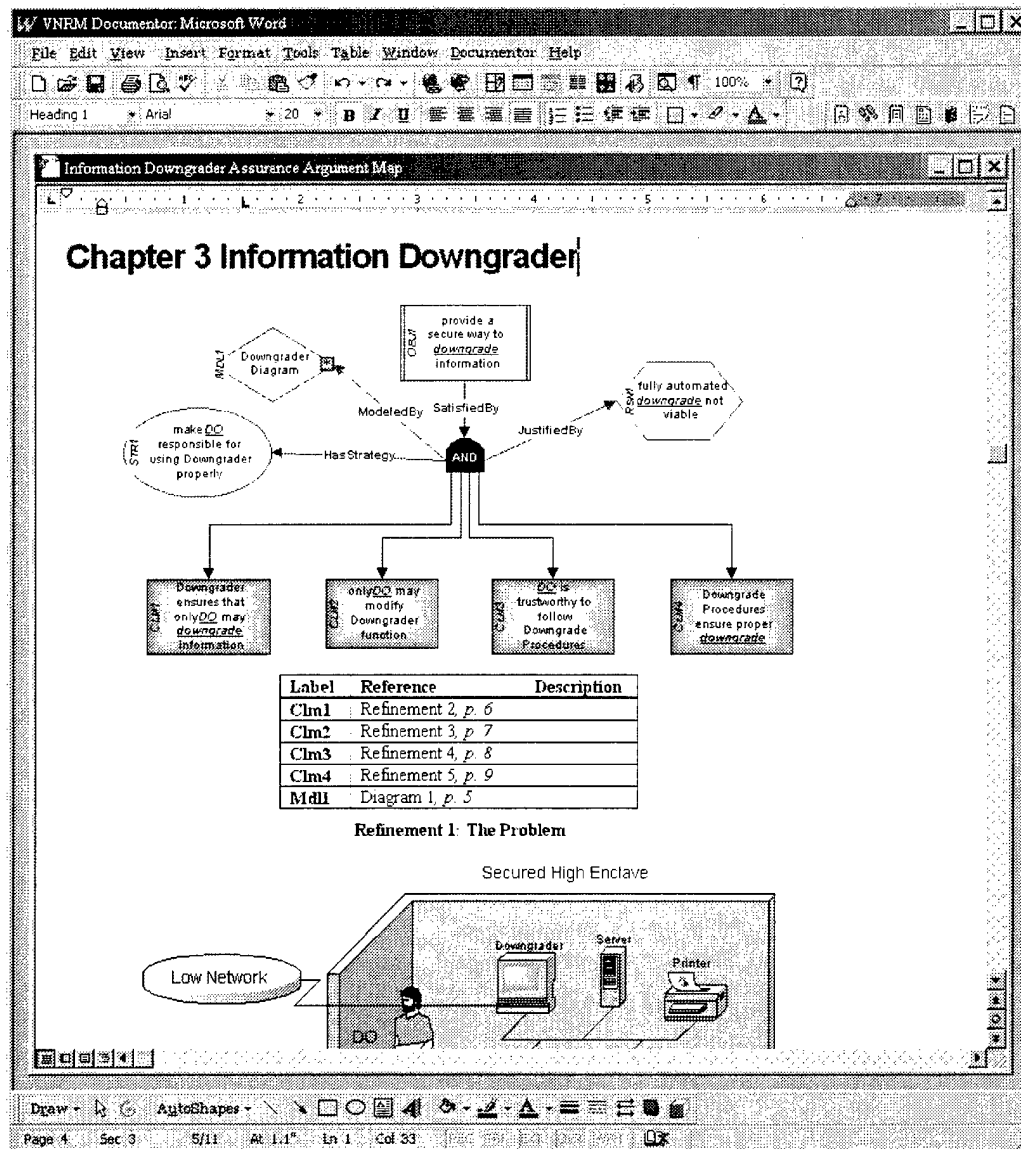 VNRM Documentor: Microsoft Word
File Edit View Insert Format Tools Table Window Documentor Help
100%
Heading 1 Arial 20 B I U
Information Downgrader Assurance Argument Map
1 2 3 4 5 6 7
Chapter 3 Information Downgrader
OBJ1
provide a
secure way to
downgrade
information
MDL1
Downgrader
Diagram
RSN1
fully automated
downgrade not
viable
ModeledBy
SatisfiedBy
JustifiedBy
STR1
make DO
responsible for
using Downgrader
properly
HasStrategy
AND
CLM1
Downgrader
ensures that
only DO may
downgrade
information
CLM2
only DO may
modify
Downgrader
function
CLM3
DO is
trustworthy to
follow
Downgrade
Procedures
CLM4
Downgrade
Procedures
ensure proper
downgrade
Label Reference Description
Clm1 Refinement 2, p. 6
Clm2 Refinement 3, p. 7
Clm3 Refinement 4, p. 8
Clm4 Refinement 5, p. 9
Mdl1 Diagram 1, p. 5
Refinement 1: The Problem
Secured High Enclave
Downgrader
Server
Printer
Low Network
DO
Draw AutoShapes
Page 4 Sec 3 5/11 At 1.1" Ln 1 Col 33